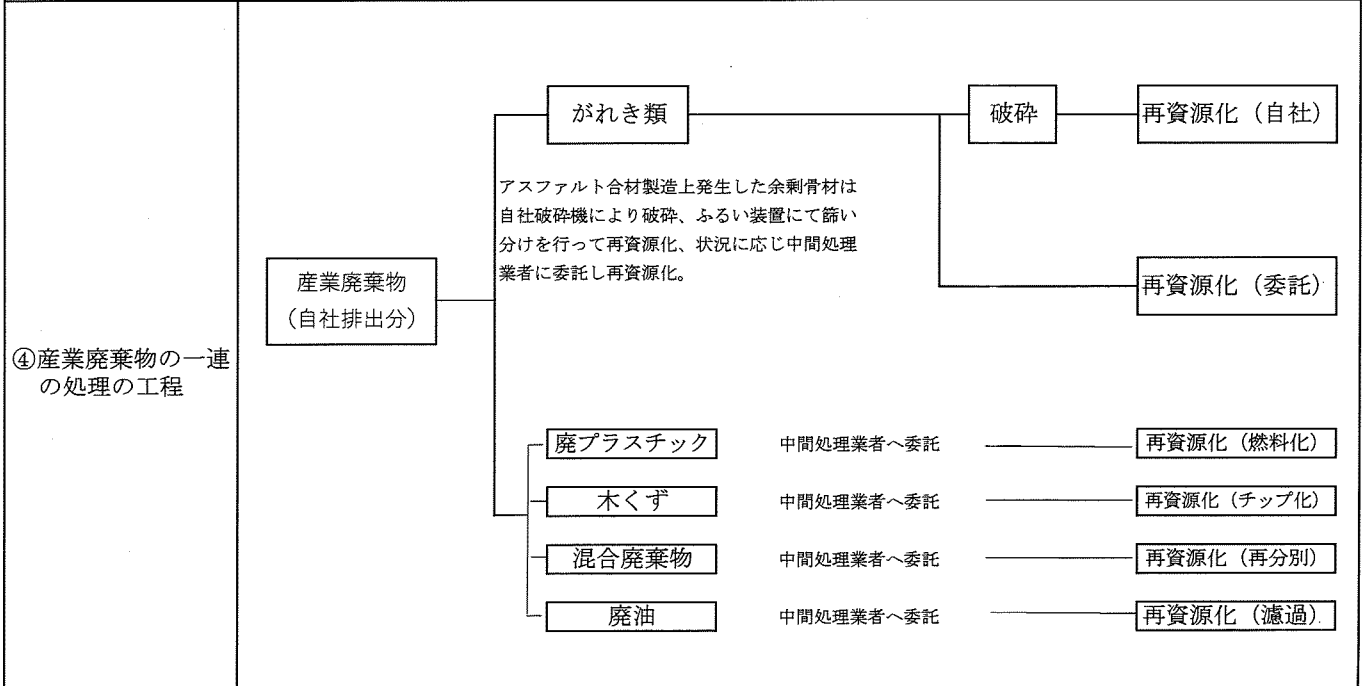 ④産業廃棄物の一連
の処理の工程
産業廃棄物
（自社排出分）
がれき類
破砕
再資源化（自社）
アスファルト合材製造上発生した余剰骨材は
自社破砕機により破砕、ふるい装置にて篩い
分けを行って再資源化、状況に応じ中間処理
業者に委託し再資源化。
再資源化（委託）
廃プラスチック
中間処理業者へ委託
再資源化（燃料化）
木くず
中間処理業者へ委託
再資源化（チップ化）
混合廃棄物
中間処理業者へ委託
再資源化（再分別）
廃油
中間処理業者へ委託
再資源化（濾過）